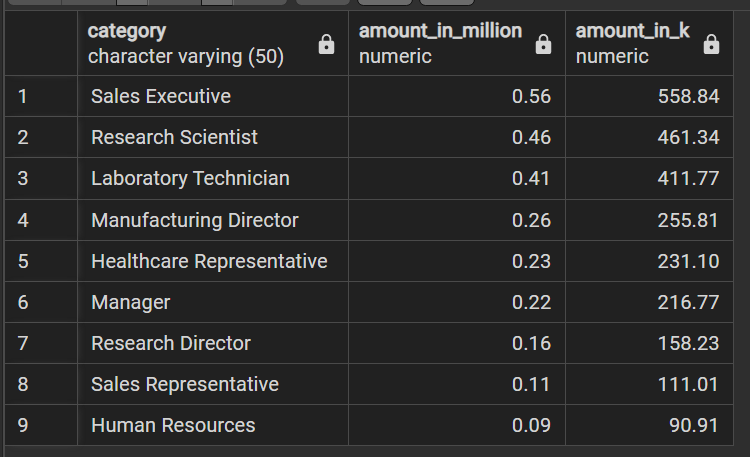 category amount_in_million amount_in_k
character varying (50) numeric numeric
1 Sales Executive 0.56 558.84
2 Research Scientist 0.46 461.34
3 Laboratory Technician 0.41 411.77
4 Manufacturing Director 0.26 255.81
5 Healthcare Representative 0.23 231.10
6 Manager 0.22 216.77
7 Research Director 0.16 158.23
8 Sales Representative 0.11 111.01
9 Human Resources 0.09 90.91